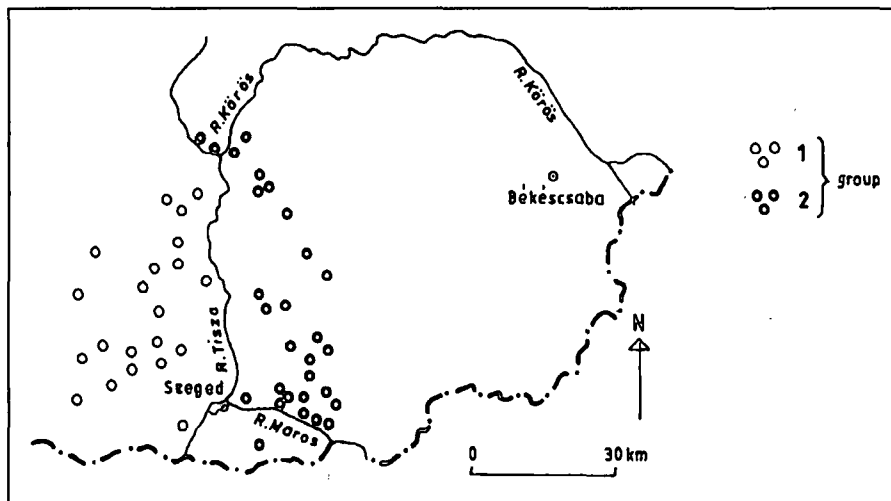 R.Körös
R.Körös
Békéscsaba
1
2
group
R.Tisza
Szeged
R.Maros
N
0
30 km